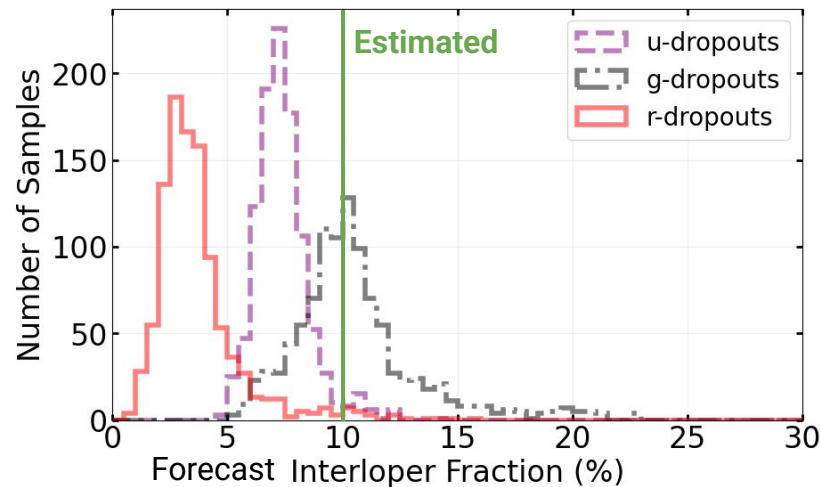 Estimated
u-dropouts
g-dropouts
r-dropouts
Number of Samples
200
150
100
50
0
0 5 10 15 20 25 30
Forecast Interloper Fraction (%)